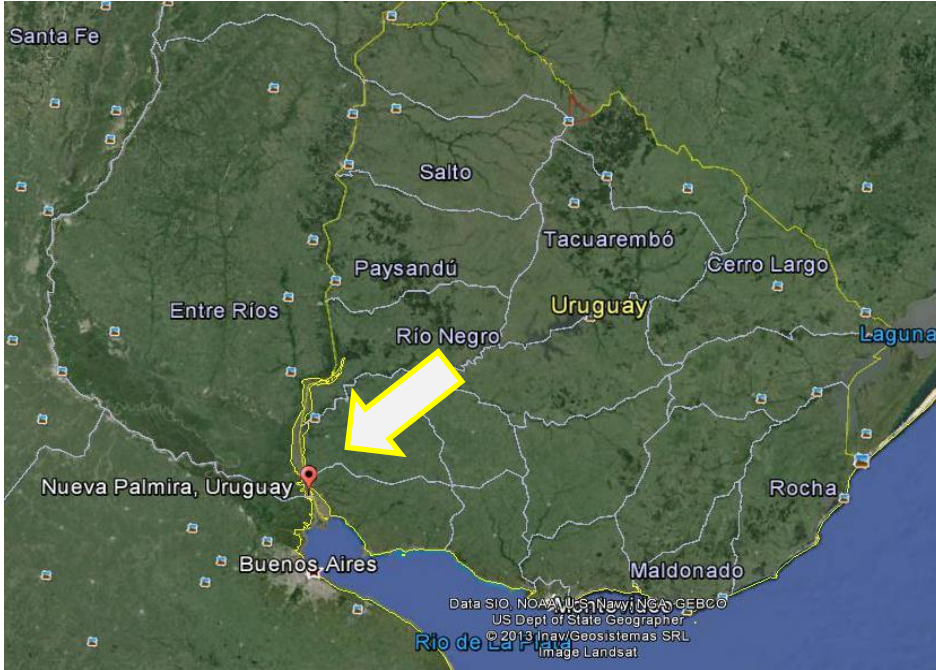 Santa Fe
Salto
Tacuarembó
Cerro Largo
Paysandú
Entre Ríos
Uruguay
Río Negro
Laguna
Nueva Palmira, Uruguay
Rocha
Buenos Aires
Maldonado
Montevideo
Data SIO, NOAA, U.S. Navy, NGA, GEBCO
US Dept of State Geographer
© 2013 Inav/Geosistemas SRL
Río de La Plata
Image Landsat